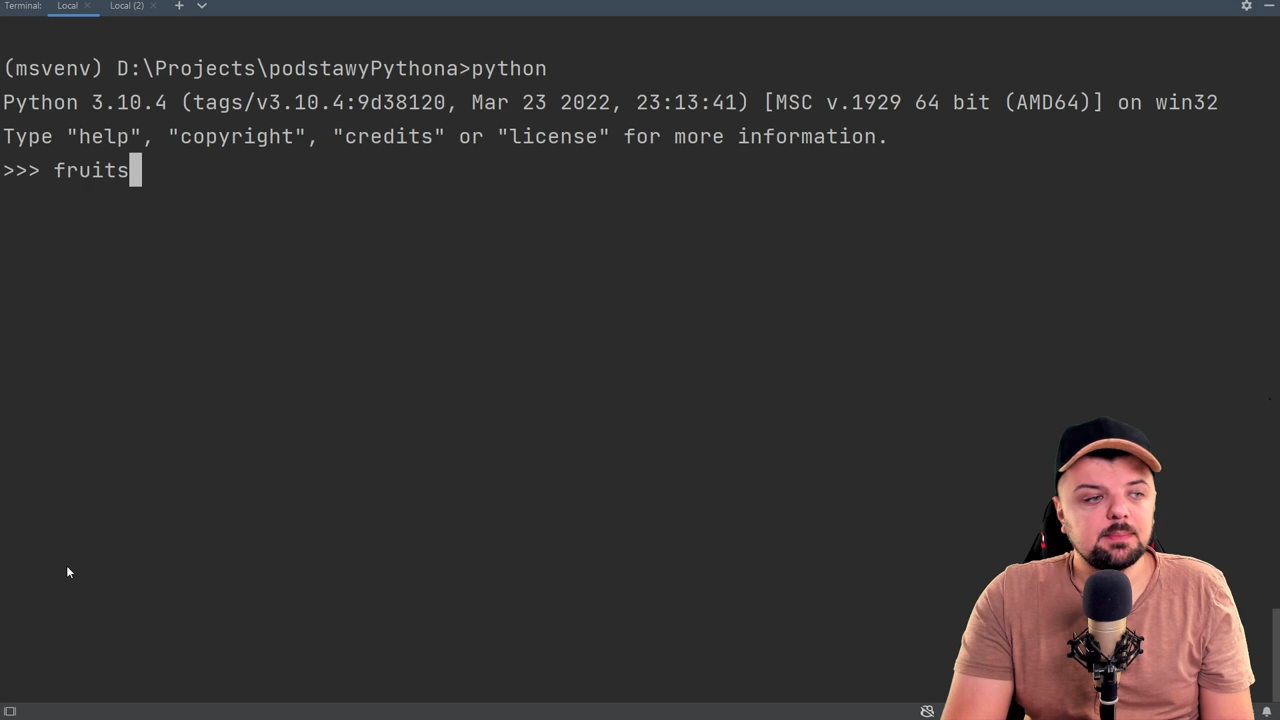 Terminal: Local Local (2)
(msvenv) D:\Projects\podstawyPythona>python
Python 3.10.4 (tags/v3.10.4:9d38120, Mar 23 2022, 23:13:41) [MSC v.1929 64 bit (AMD64)] on win32
Type "help", "copyright", "credits" or "license" for more information.
>>> fruits